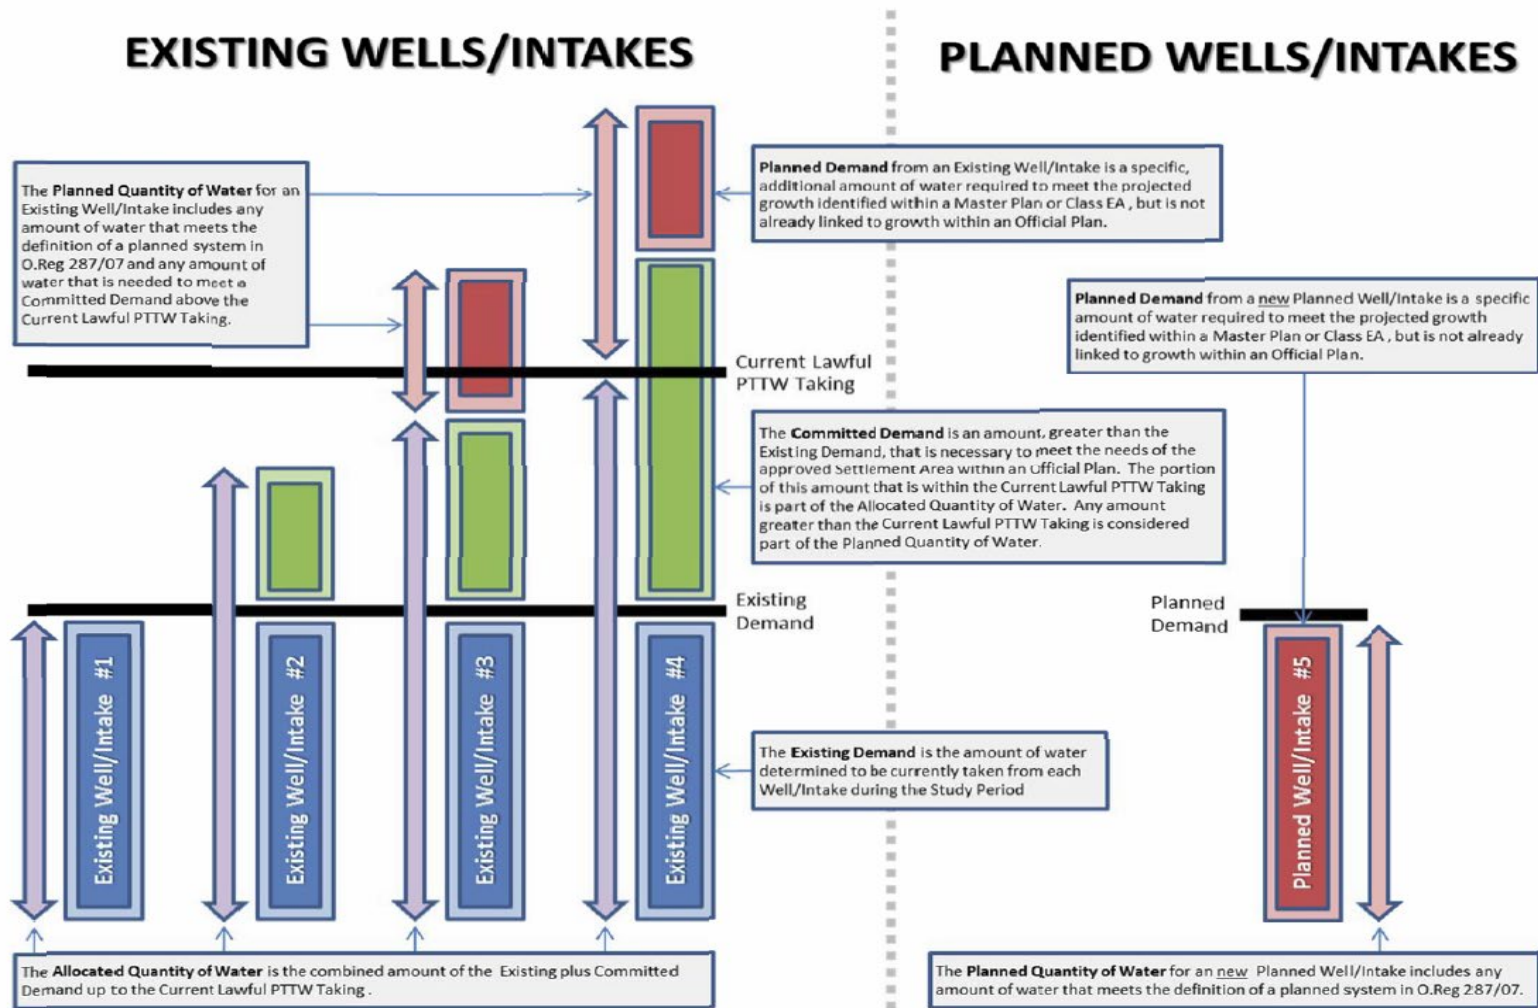 EXISTING WELLS/INTAKES
PLANNED WELLS/INTAKES
The Planned Quantity of Water for an
Existing Well/Intake includes any
amount of water that meets the
definition of a planned system in
O.Reg 287/07 and any amount of
water that is needed to meet a
Committed Demand above the
Current Lawful PTTW Taking.
Planned Demand from an Existing Well/Intake is a specific,
additional amount of water required to meet the projected
growth identified within a Master Plan or Class EA , but is not
already linked to growth within an Official Plan.
Planned Demand from a new Planned Well/Intake is a specific
amount of water required to meet the projected growth
identified within a Master Plan or Class EA , but is not already
linked to growth within an Official Plan.
Current Lawful
PTTW Taking
The Committed Demand is an amount, greater than the
Existing Demand, that is necessary to meet the needs of the
approved Settlement Area within an Official Plan. The portion
of this amount that is within the Current Lawful PTTW Taking
is part of the Allocated Quantity of Water. Any amount
greater than the Current Lawful PTTW Taking is considered
part of the Planned Quantity of Water.
Existing
Demand
Planned
Demand
Existing Well/Intake #1
Existing Well/Intake #2
Existing Well/Intake #3
Existing Well/Intake #4
Planned Well/Intake #5
The Existing Demand is the amount of water
determined to be currently taken from each
Well/Intake during the Study Period
The Allocated Quantity of Water is the combined amount of the Existing plus Committed
Demand up to the Current Lawful PTTW Taking .
The Planned Quantity of Water for an new Planned Well/Intake includes any
amount of water that meets the definition of a planned system in O.Reg 287/07.